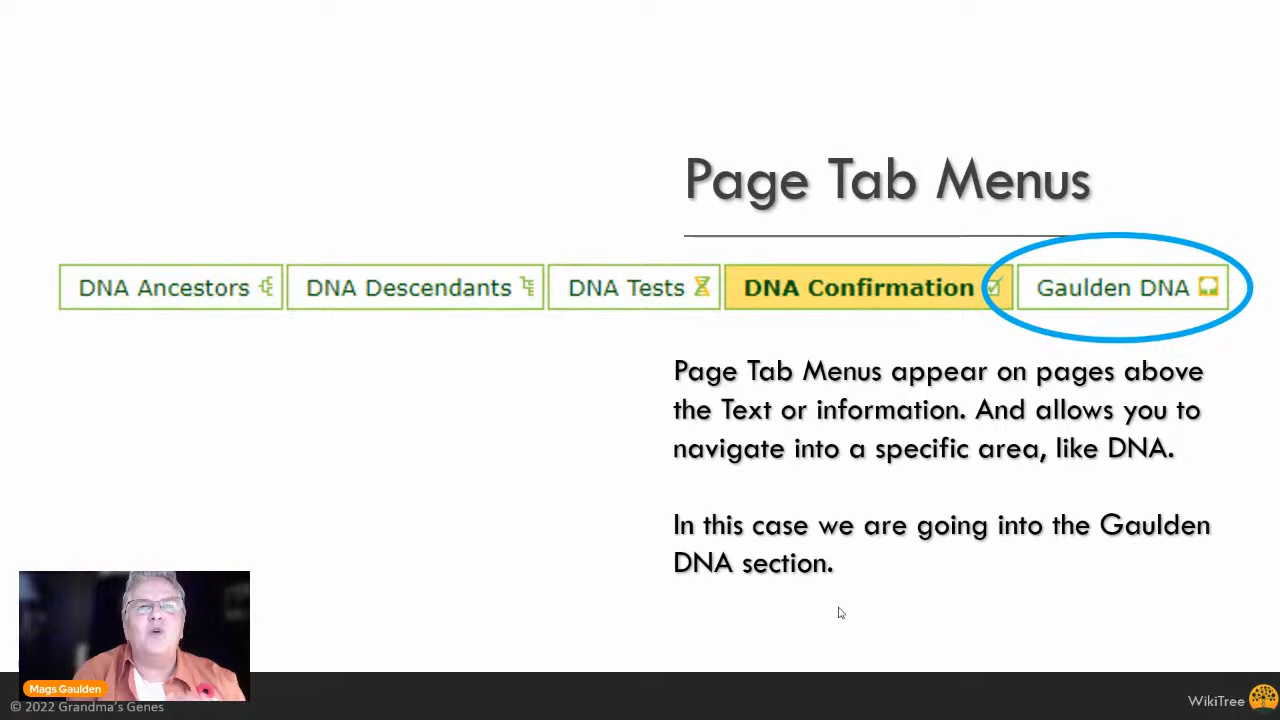 Page Tab Menus
DNA Ancestors
DNA Descendants
DNA Tests
DNA Confirmation
Gaulden DNA
Page Tab Menus appear on pages above
the Text or information. And allows you to
navigate into a specific area, like DNA.
In this case we are going into the Gaulden
DNA section.
Mags Gaulden
© 2022 Grandma's Genes
WikiTree